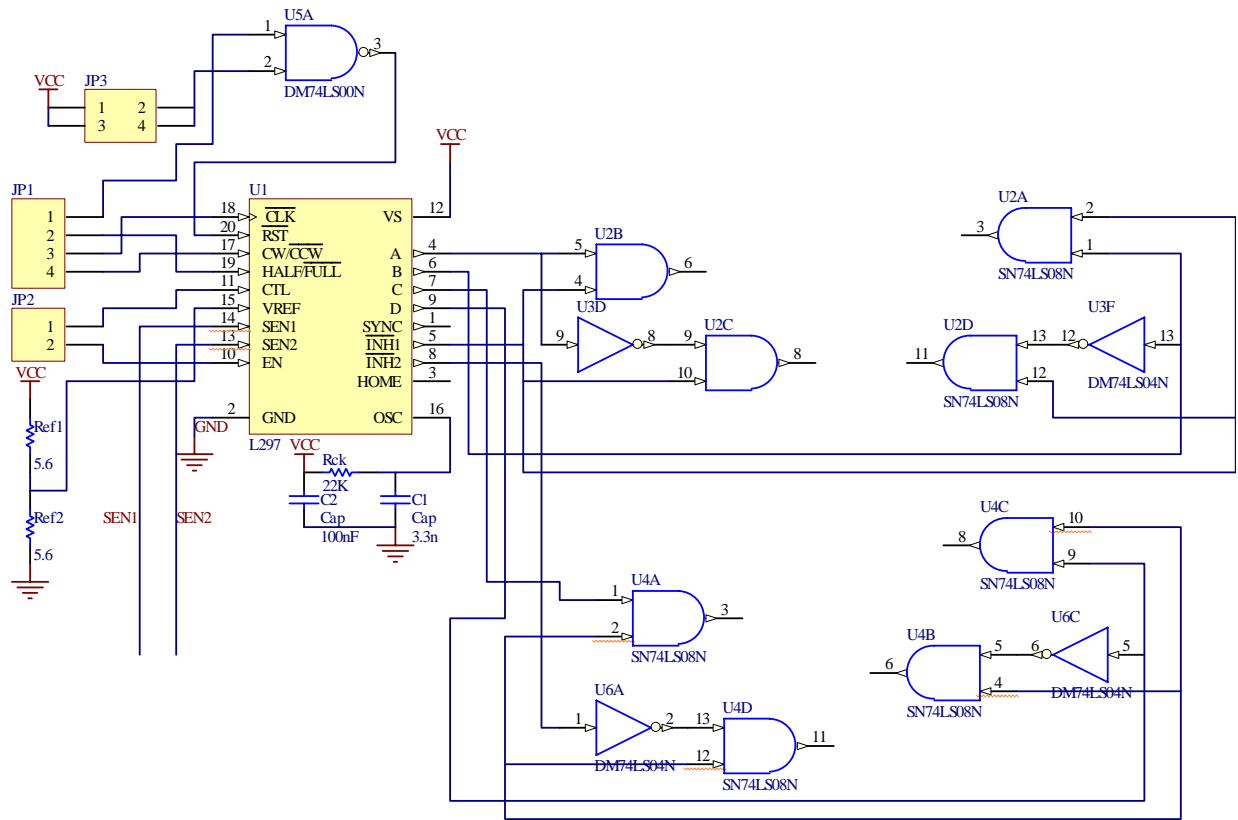 U5A
1
2
3
DM74LS00N
VCC
JP3
1 2
3 4
VCC
JP1
1
2
3
4
JP2
1
2
U1
18 CLK
20 RST
17 CW/CCW
19 HALF/FULL
11 CTL
15 VREF
14 SEN1
13 SEN2
10 EN
2 GND
VS 12
A 4
B 6
C 7
D 9
SYNC 1
INH1 5
INH2 8
HOME 3
OSC 16
L297
GND
VCC
Ref1
5.6
Ref2
5.6
SEN1
SEN2
VCC
Rck
22K
C2
Cap
100nF
C1
Cap
3.3n
U2B
5
4
6
U3D
9
8
U2C
9
10
8
U2A
3
2
1
SN74LS08N
U3F
12
13
DM74LS04N
U2D
11
13
12
SN74LS08N
U4C
8
10
9
SN74LS08N
U6C
6
5
DM74LS04N
U4B
6
5
4
SN74LS08N
U4A
1
2
3
SN74LS08N
U6A
1
2
DM74LS04N
U4D
13
12
11
SN74LS08N